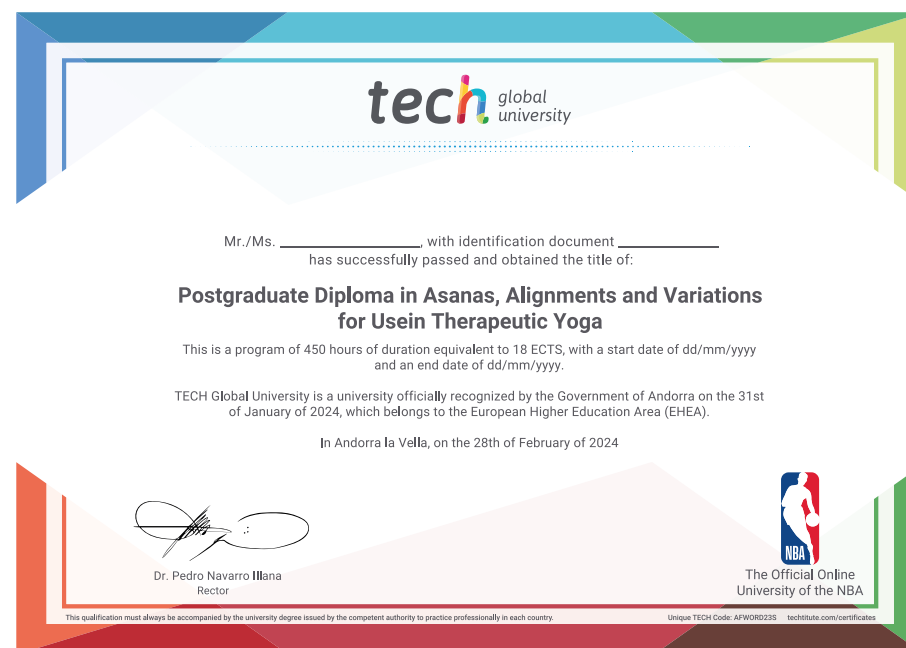 tech global university
Mr./Ms. ____________________, with identification document ______________
has successfully passed and obtained the title of:
Postgraduate Diploma in Asanas, Alignments and Variations
for Usein Therapeutic Yoga
This is a program of 450 hours of duration equivalent to 18 ECTS, with a start date of dd/mm/yyyy
and an end date of dd/mm/yyyy.
TECH Global University is a university officially recognized by the Government of Andorra on the 31st
of January of 2024, which belongs to the European Higher Education Area (EHEA).
In Andorra la Vella, on the 28th of February of 2024
NBA
Dr. Pedro Navarro Illana
Rector
The Official Online
University of the NBA
This qualification must always be accompanied by the university degree issued by the competent authority to practice professionally in each country.
Unique TECH Code: AFWORD23S techtitute.com/certificates